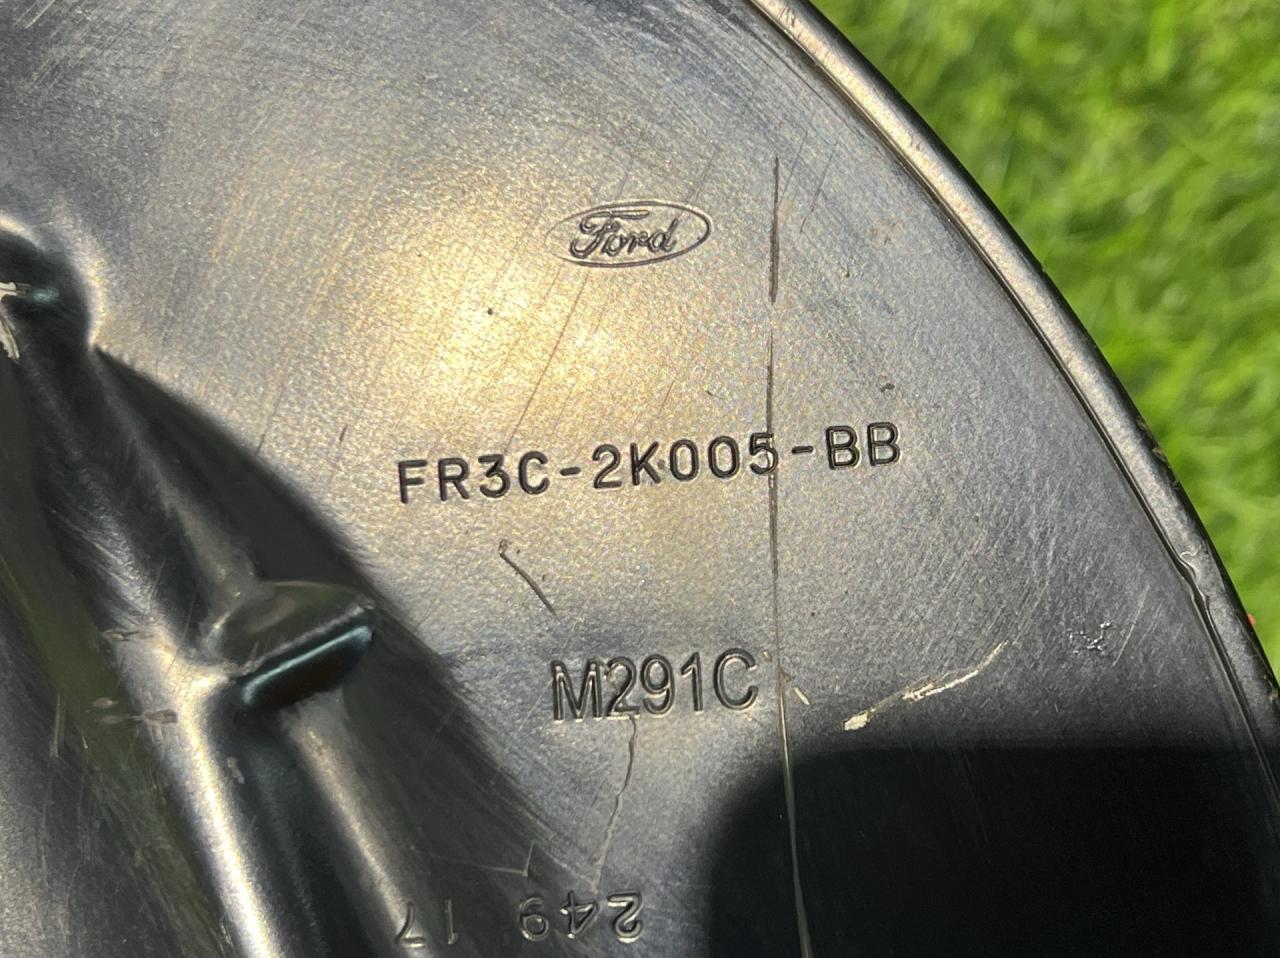 Ford
FR3C-2K005-BB
M291C
249 17